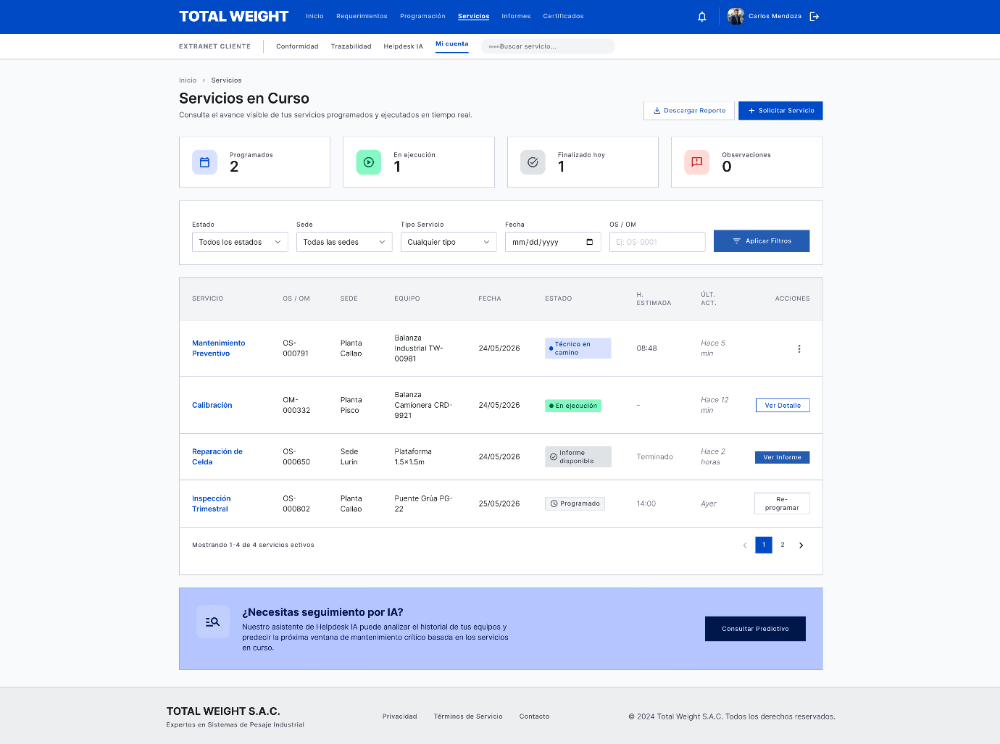 TOTAL WEIGHT
Inicio Requerimientos Programación Servicios Informes Certificados
Carlos Mendoza
EXTRANET CLIENTE Conformidad Trazabilidad Helpdesk IA Mi cuenta Buscar servicio...
Inicio > Servicios
Servicios en Curso
Consulta el avance visible de tus servicios programados y ejecutados en tiempo real.
Descargar Reporte
Solicitar Servicio
Programados
2
En ejecución
1
Finalizado hoy
1
Observaciones
0
Estado
Todos los estados
Sede
Todas las sedes
Tipo Servicio
Cualquier tipo
Fecha
mm/dd/yyyy
OS / OM
Ej: OS-0001
Aplicar Filtros
SERVICIO OS / OM SEDE EQUIPO FECHA ESTADO H. ESTIMADA ÚLT. ACT. ACCIONES
Mantenimiento
Preventivo
OS-
000791
Planta
Callao
Balanza
Industrial TW-
00981
24/05/2026
Técnico en
camino
08:48
Hace 5
min
Calibración
OM-
000332
Planta
Pisco
Balanza
Camionera CRD-
9921
24/05/2026
En ejecución
-
Hace 12
min
Ver Detalle
Reparación de
Celda
OS-
000650
Sede
Lurin
Plataforma
1.5x1.5m
24/05/2026
Informe
disponible
Terminado
Hace 2
horas
Ver Informe
Inspección
Trimestral
OS-
000802
Planta
Callao
Puente Grúa PG-
22
25/05/2026
Programado
14:00
Ayer
Re-
programar
Mostrando 1-4 de 4 servicios activos
1 2
¿Necesitas seguimiento por IA?
Nuestro asistente de Helpdesk IA puede analizar el historial de tus equipos y
predecir la próxima ventana de mantenimiento crítico basada en los servicios
en curso.
Consultar Predictivo
TOTAL WEIGHT S.A.C.
Expertos en Sistemas de Pesaje Industrial
Privacidad Términos de Servicio Contacto
© 2024 Total Weight S.A.C. Todos los derechos reservados.